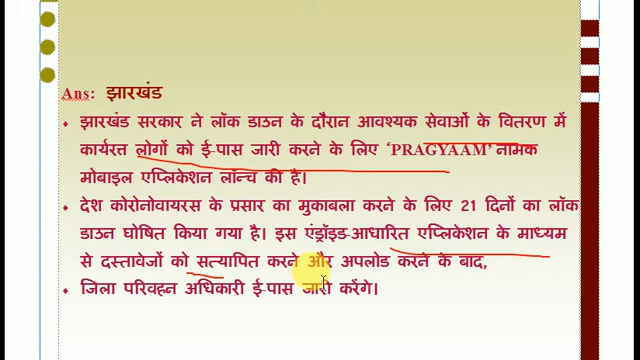 Ans: झारखंड
♦ झारखंड सरकार ने लॉक डाउन के दौरान आवश्यक सेवाओं के वितरण में
कार्यरत्त लोगों को ई-पास जारी करने के लिए ‘PRAGYAAM’ नामक
मोबाइल एप्लिकेशन लॉन्च की है।
♦ देश कोरोनोवायरस के प्रसार का मुकाबला करने के लिए 21 दिनों का लॉक
डाउन घोषित किया गया है। इस एंड्रॉइड-आधारित एप्लिकेशन के माध्यम
से दस्तावेजों को सत्यापित करने और अपलोड करने के बाद,
♦ जिला परिवहन अधिकारी ई-पास जारी करेंगे।